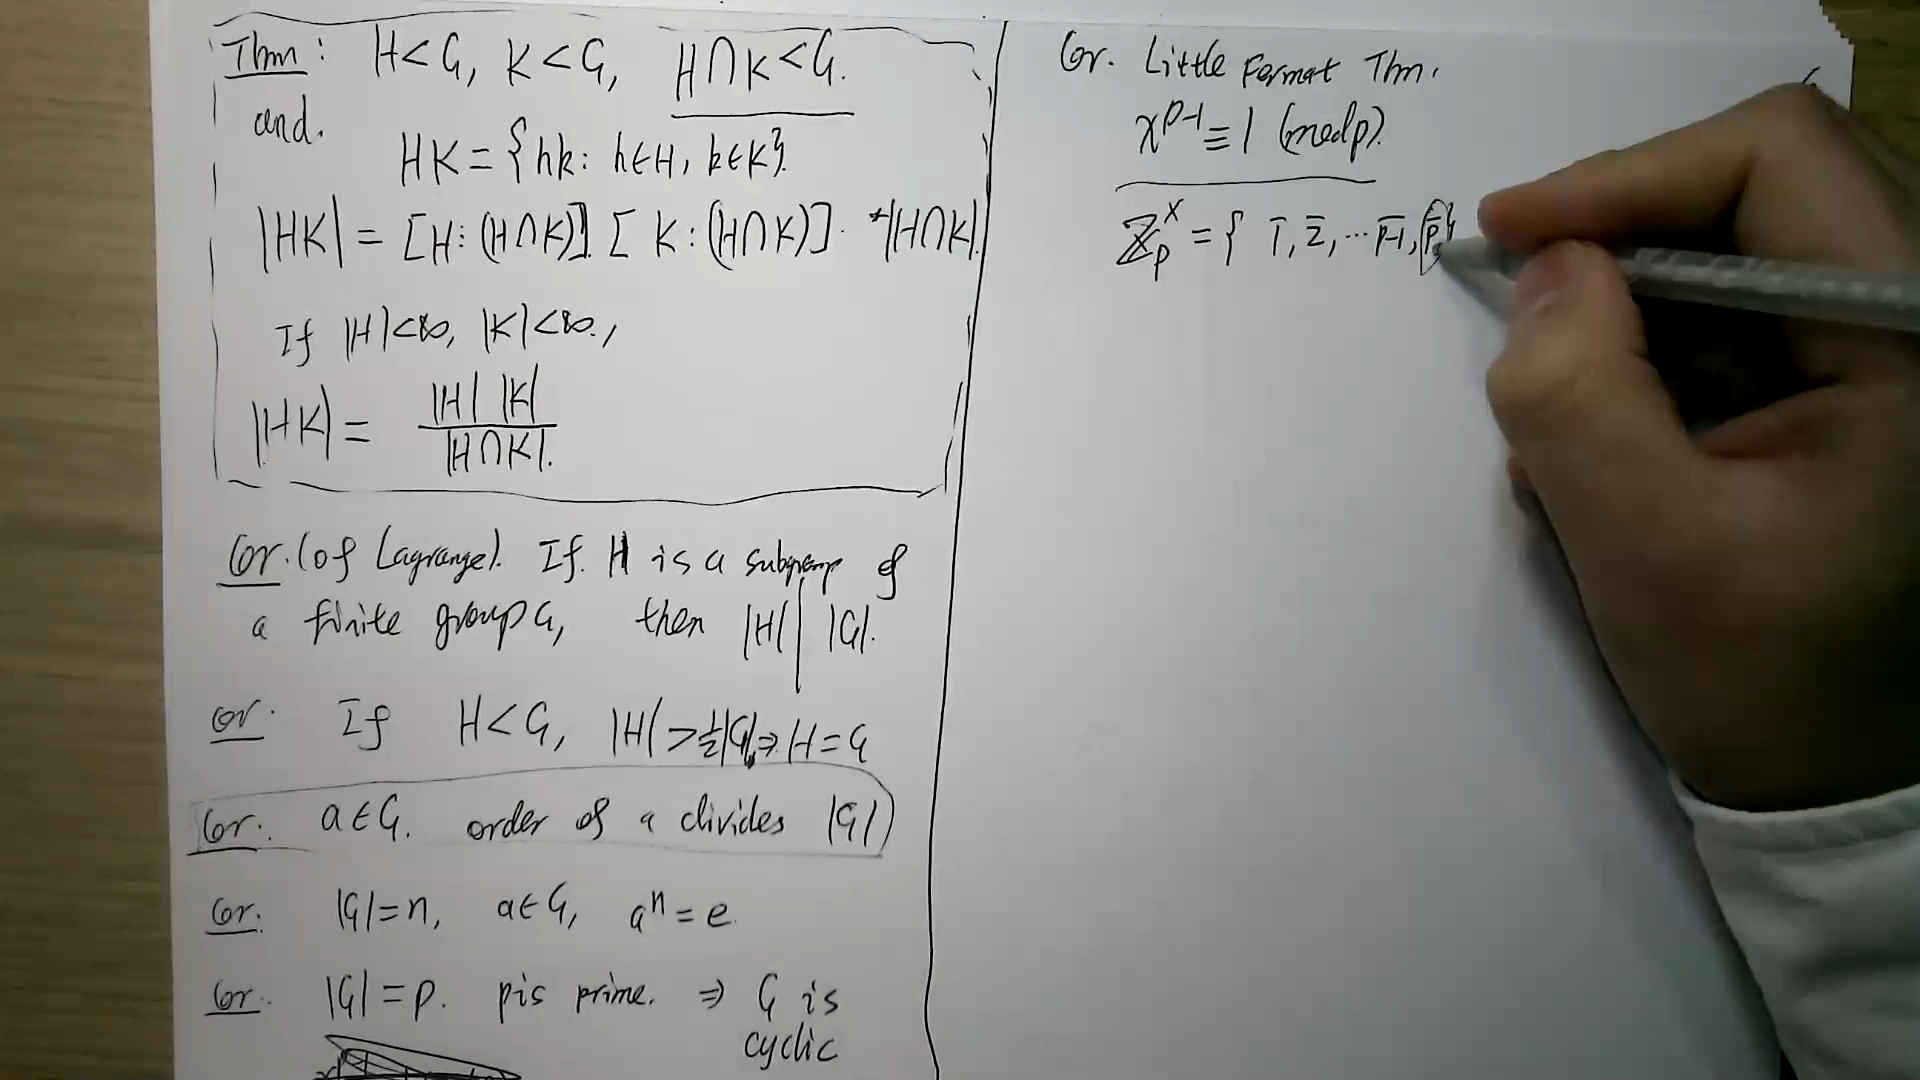 Thm: H<G, K<G, H∩K<G.
and.
HK = {hk: h∈H, k∈K}.
|HK| = [H:(H∩K)] [K:(H∩K)]·*|H∩K|.
If |H|<∞, |K|<∞.,
|HK| = |H| |K| / |H∩K|.
Cor. (of Lagrange). If H is a subgroup of
a finite group G, then |H| | |G|.
Cor. If H<G, |H|>½|G| ⇒ H=G
Cor. a∈G. order of a divides |G|
Cor. |G|=n, a∈G, aⁿ=e.
Cor. |G|=p. p is prime. ⇒ G is
cyclic
Cor. Little Fermat Thm.
x^{p-1} ≡ 1 (mod p).
ℤ_p^× = { 1̄, 2̄, ... p-1, p̄ }